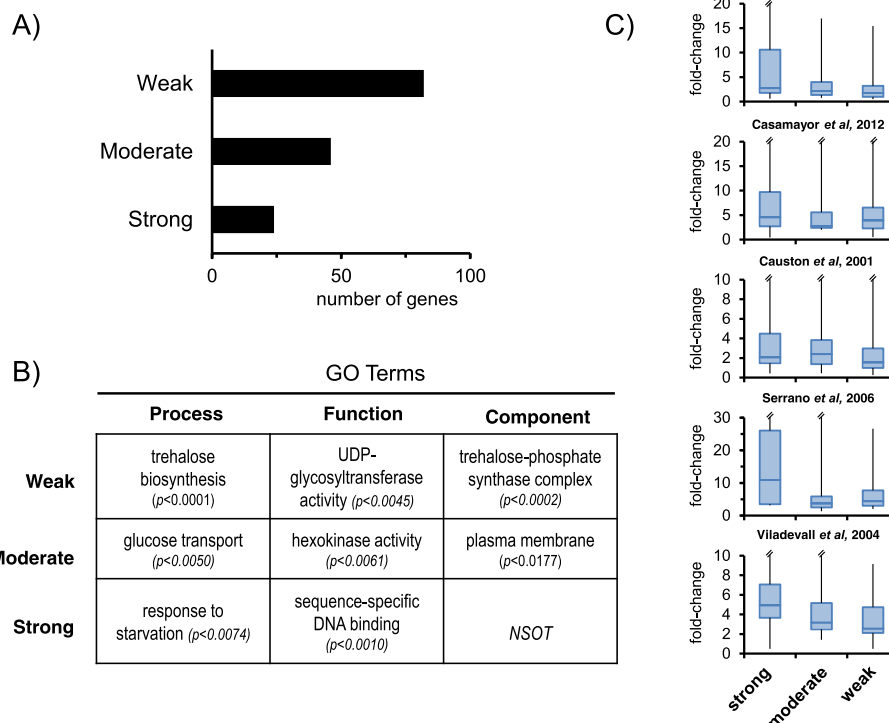 A)
Weak
Moderate
Strong
0
50
100
number of genes
B)
GO Terms
Process
Function
Component
Weak
trehalose
biosynthesis
(p<0.0001)
UDP-
glycosyltransferase
activity (p<0.0045)
trehalose-phosphate
synthase complex
(p<0.0002)
Moderate
glucose transport
(p<0.0050)
hexokinase activity
(p<0.0061)
plasma membrane
(p<0.0177)
Strong
response to
starvation (p<0.0074)
sequence-specific
DNA binding
(p<0.0010)
NSOT
C)
fold-change
20
15
10
5
0
Casamayor et al, 2012
fold-change
20
15
10
5
0
Causton et al, 2001
fold-change
10
8
6
4
2
0
Serrano et al, 2006
fold-change
30
20
10
0
Viladevall et al, 2004
fold-change
10
8
6
4
2
0
strong
moderate
weak